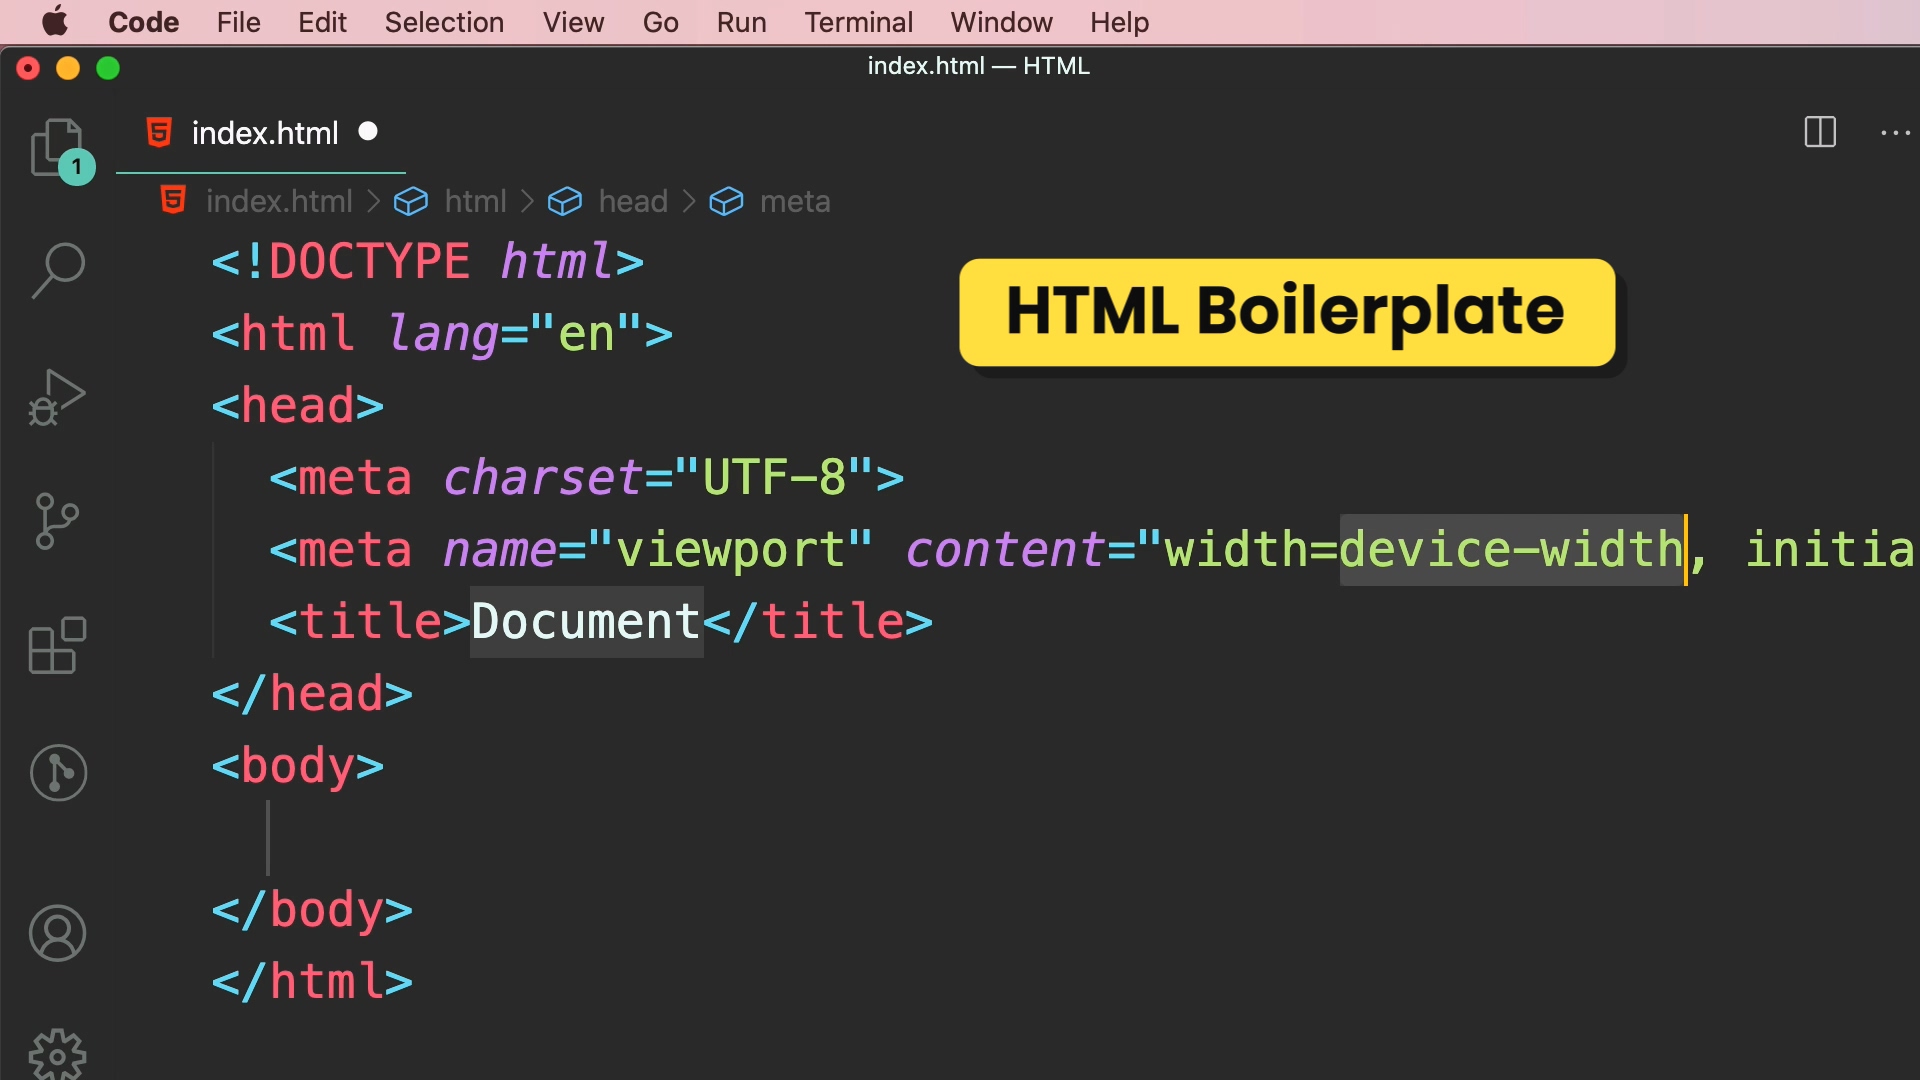 Code File Edit Selection View Go Run Terminal Window Help
index.html — HTML
index.html
1
index.html > html > head > meta
<!DOCTYPE html>
HTML Boilerplate
<html lang="en">
<head>
<meta charset="UTF-8">
<meta name="viewport" content="width=device-width, initia
<title>Document</title>
</head>
<body>
</body>
</html>